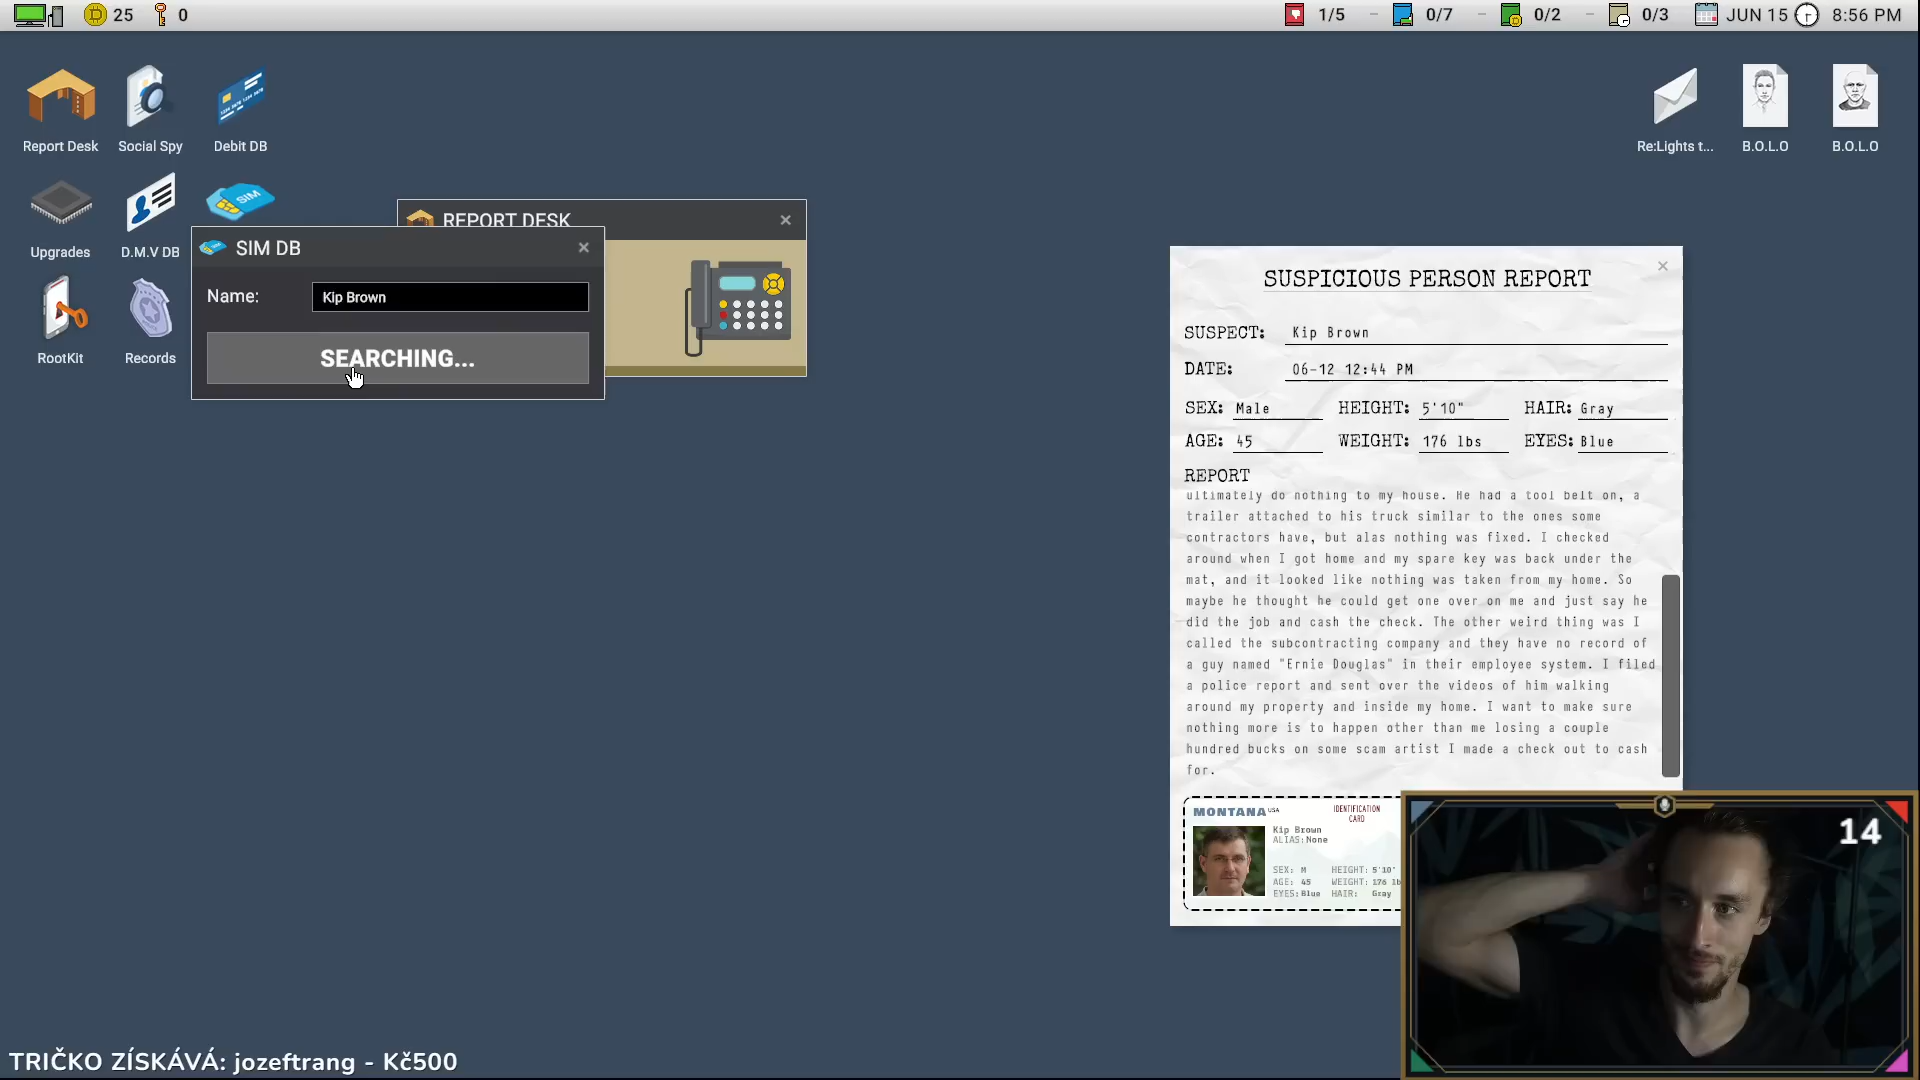 25
0
1/5
0/7
0/2
0/3
JUN 15
8:56 PM
Report Desk
Social Spy
Debit DB
Re:Lights t...
B.O.L.O
B.O.L.O
SIM
Upgrades
D.M.V DB
RootKit
Records
REPORT DESK
SIM DB
Name:
Kip Brown
SEARCHING...
SUSPICIOUS PERSON REPORT
SUSPECT: Kip Brown
DATE: 06-12 12:44 PM
SEX: Male HEIGHT: 5'10" HAIR: Gray
AGE: 45 WEIGHT: 176 lbs EYES: Blue
REPORT
ultimately do nothing to my house. He had a tool belt on, a
trailer attached to his truck similar to the ones some
contractors have, but alas nothing was fixed. I checked
around when I got home and my spare key was back under the
mat, and it looked like nothing was taken from my home. So
maybe he thought he could get one over on me and just say he
did the job and cash the check. The other weird thing was I
called the subcontracting company and they have no record of
a guy named "Ernie Douglas" in their employee system. I filed
a police report and sent over the videos of him walking
around my property and inside my home. I want to make sure
nothing more is to happen other than me losing a couple
hundred bucks on some scam artist I made a check out to cash
for.
MONTANA USA
IDENTIFICATION
CARD
Kip Brown
ALIAS: None
SEX: M HEIGHT: 5'10"
AGE: 45 WEIGHT: 176 lb
EYES: Blue HAIR: Gray
14
TRIČKO ZÍSKÁVÁ: jozeftrang - Kč500